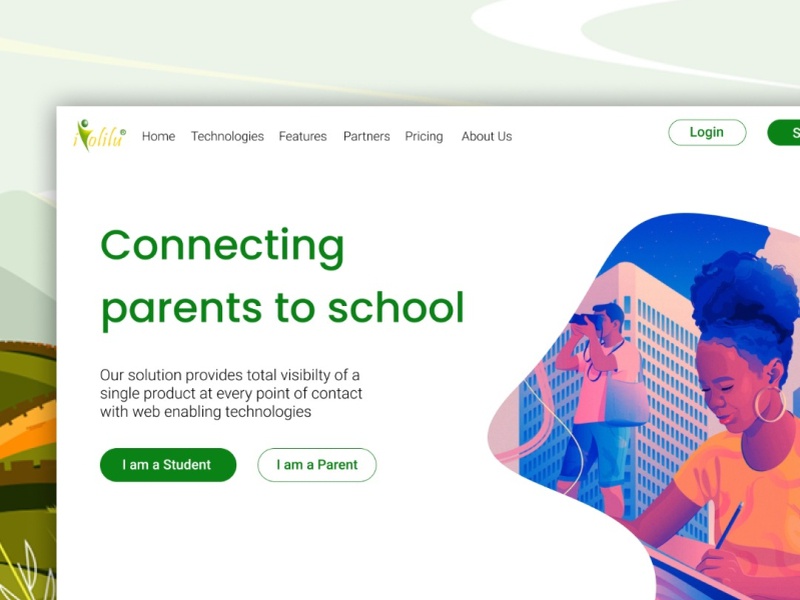 iYolilu®
Home Technologies Features Partners Pricing About Us Login S
Connecting
parents to school
Our solution provides total visibilty of a
single product at every point of contact
with web enabling technologies
I am a Student I am a Parent